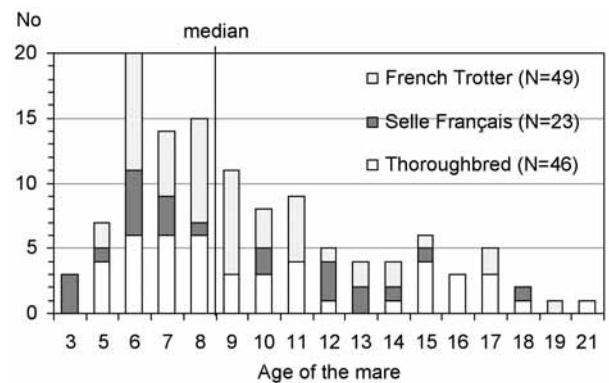 No
median
20
French Trotter (N=49)
15
Selle Français (N=23)
10
Thoroughbred (N=46)
5
0
3 5 6 7 8 9 10 11 12 13 14 15 16 17 18 19 21
Age of the mare